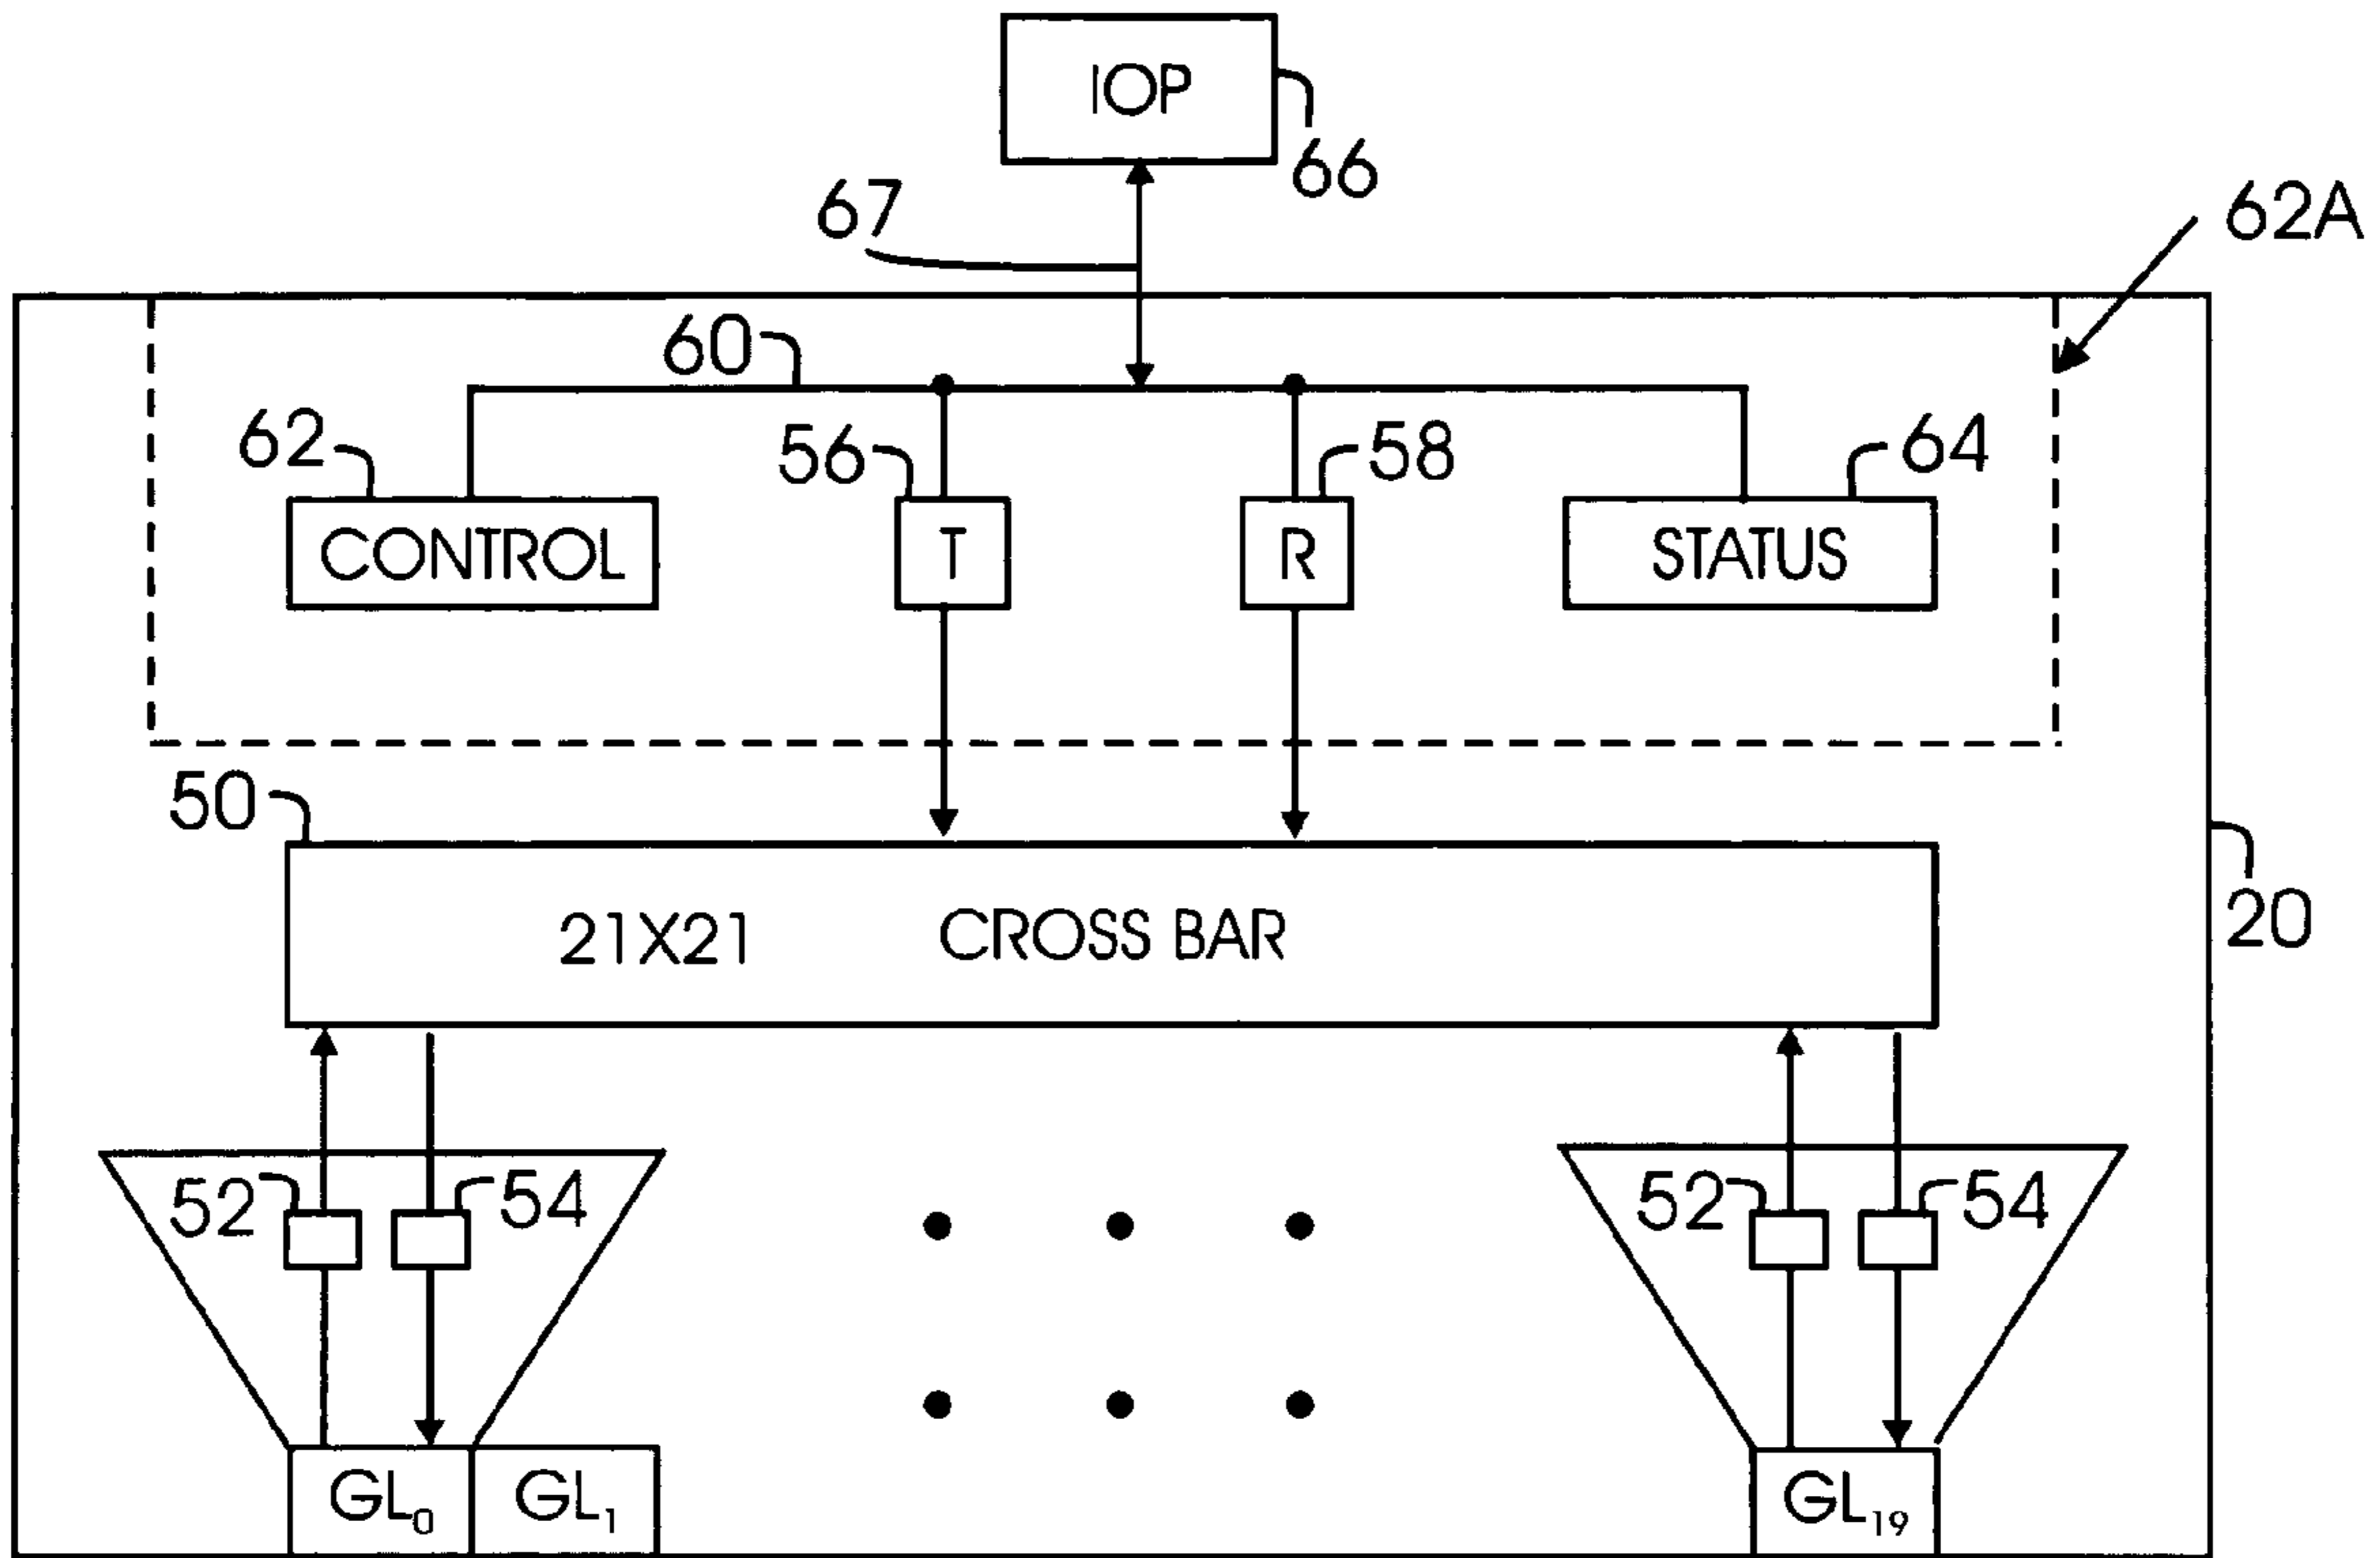 IOP
66
67
62A
60
62
56
58
64
CONTROL
T
R
STATUS
50
21X21 CROSS BAR
20
52
54
52
54
GL0
GL1
GL19